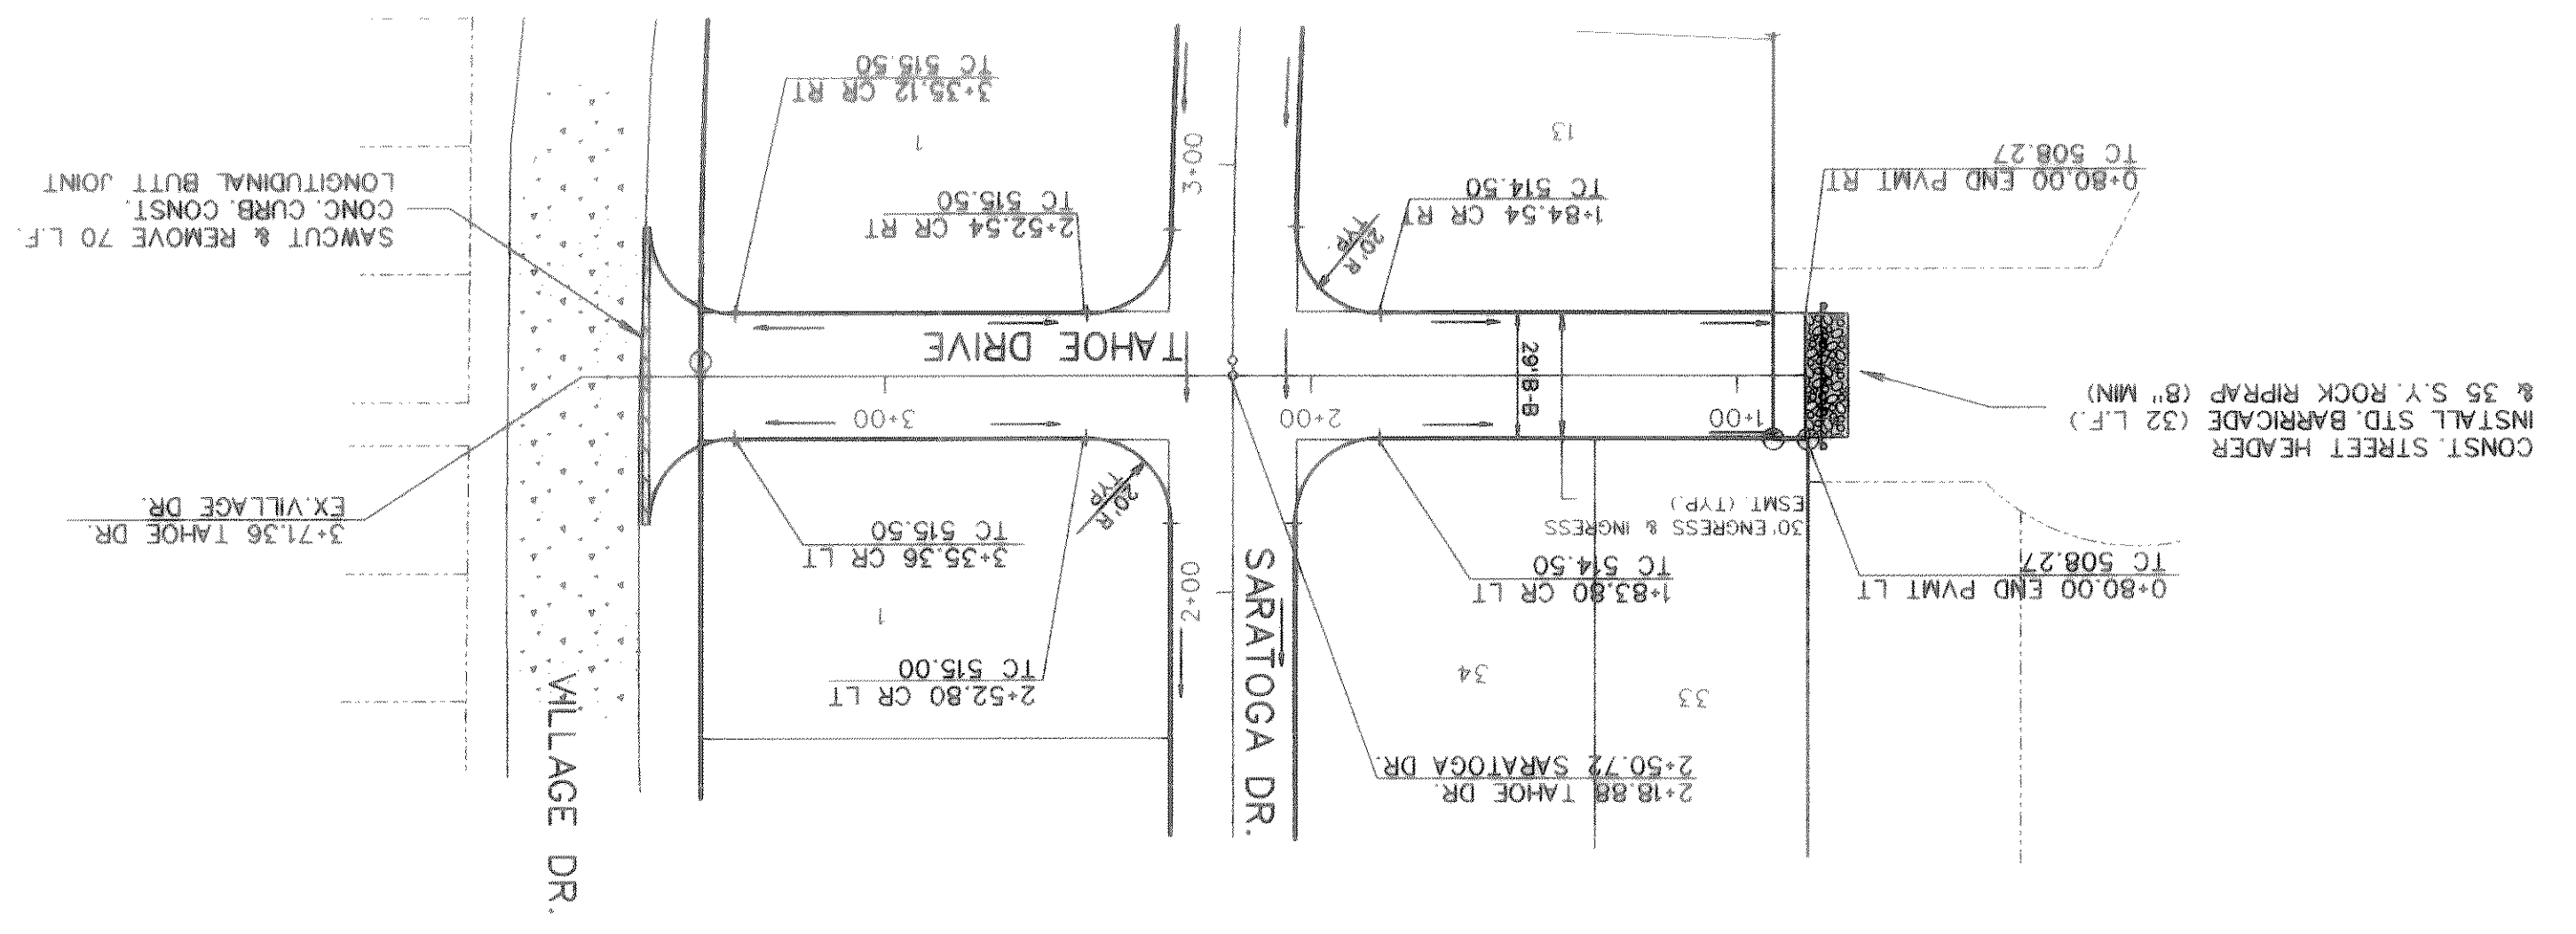 CONST. STREET HEADER
INSTALL STD. BARRICADE (32 L.F.)
& 35 S.Y. ROCK RIPRAP (8" MIN)
0+80.00 END PVMT LT
TC 508.27
0+80.00 END PVMT RT
TC 508.27
33
34
13
30' ENGRESS & INGRESS
ESMT. (TYP.)
1+83.80 CR LT
TC 514.50
1+84.54 CR RT
TC 514.50
20'R
TYP.
29' B-B
1+00
2+00
3+00
2+18.88 TAHOE DR.
2+50.72 SARATOGA DR.
SARATOGA DR.
2+00
3+00
TAHOE DRIVE
2+52.80 CR LT
TC 515.00
20'R
TYP.
1
3+35.36 CR LT
TC 515.50
2+52.54 CR RT
TC 515.50
1
3+35.12 CR RT
TC 515.50
VILLAGE DR.
3+71.36 TAHOE DR.
EX.VILLAGE DR.
SAWCUT & REMOVE 70 L.F.
CONC. CURB. CONST.
LONGITUDINAL BUTT JOINT